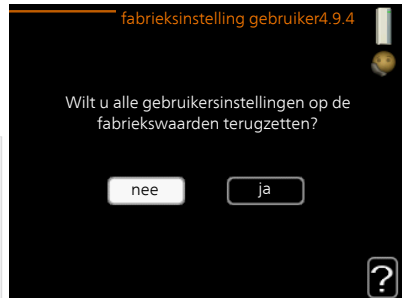 fabrieksinstelling gebruiker4.9.4
Wilt u alle gebruikersinstellingen op de
fabriekswaarden terugzetten?
nee ja
?